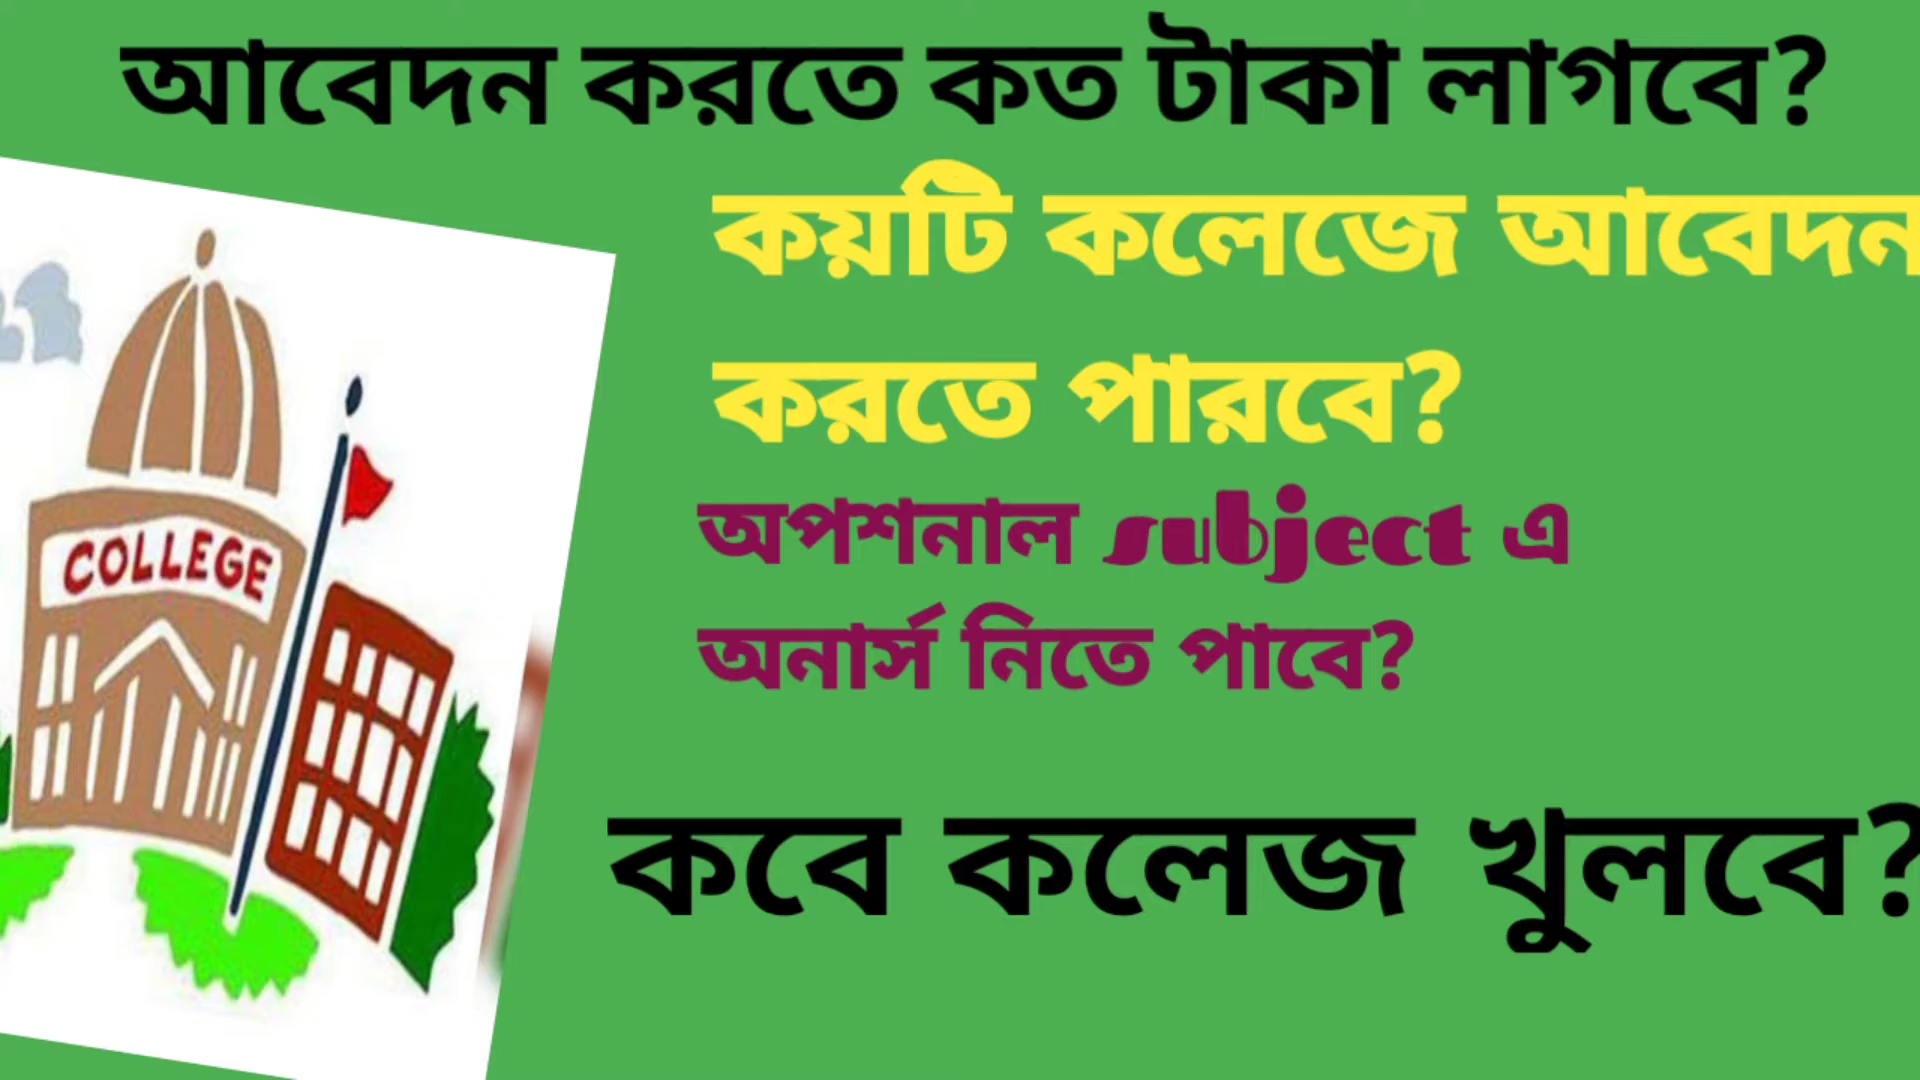 আবেদন করতে কত টাকা লাগবে?
কয়টি কলেজে আবেদন
করতে পারবে?
অপশনাল subject এ
অনার্স নিতে পাবে?
COLLEGE
কবে কলেজ খুলবে?